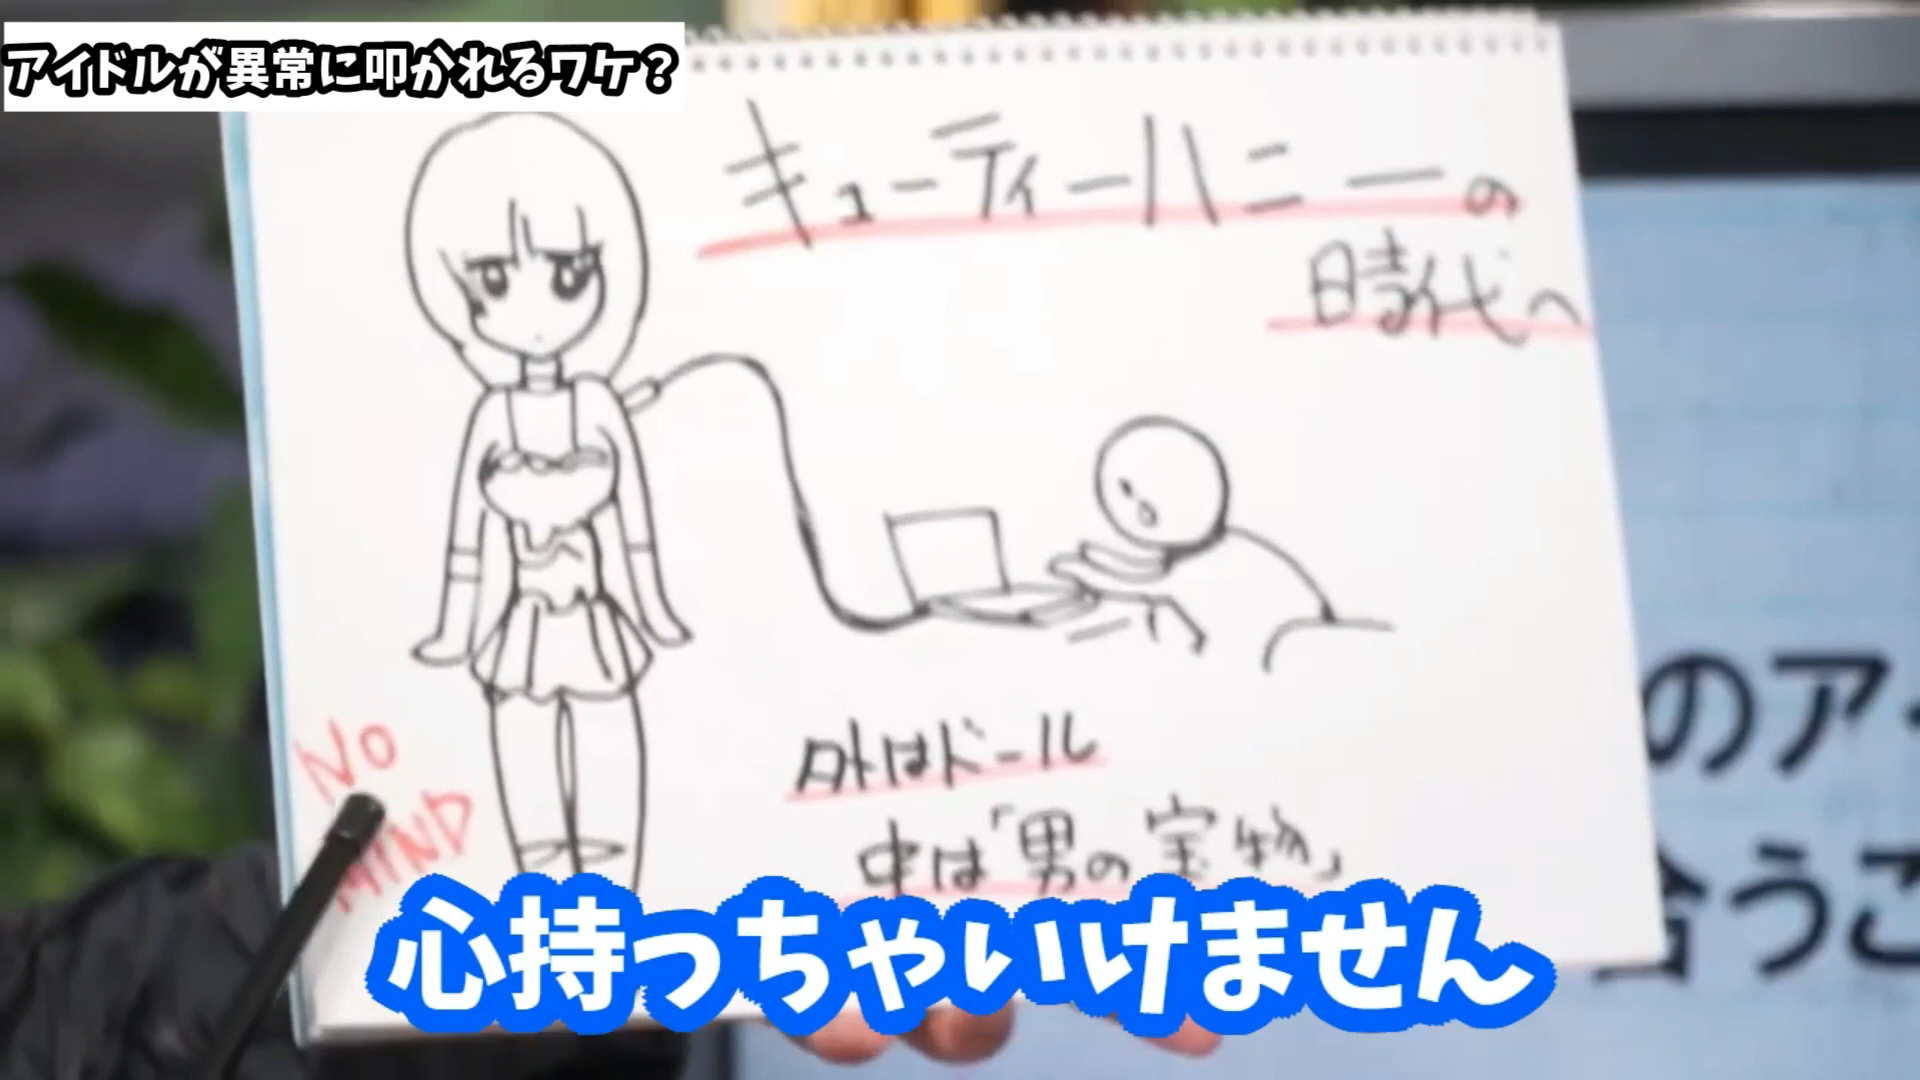 アイドルが異常に叩かれるワケ？
キューティーハニーの
時代へ
外はドール
中は「男の宝物」
NO
MIND
のア
合うこ
心持っちゃいけません